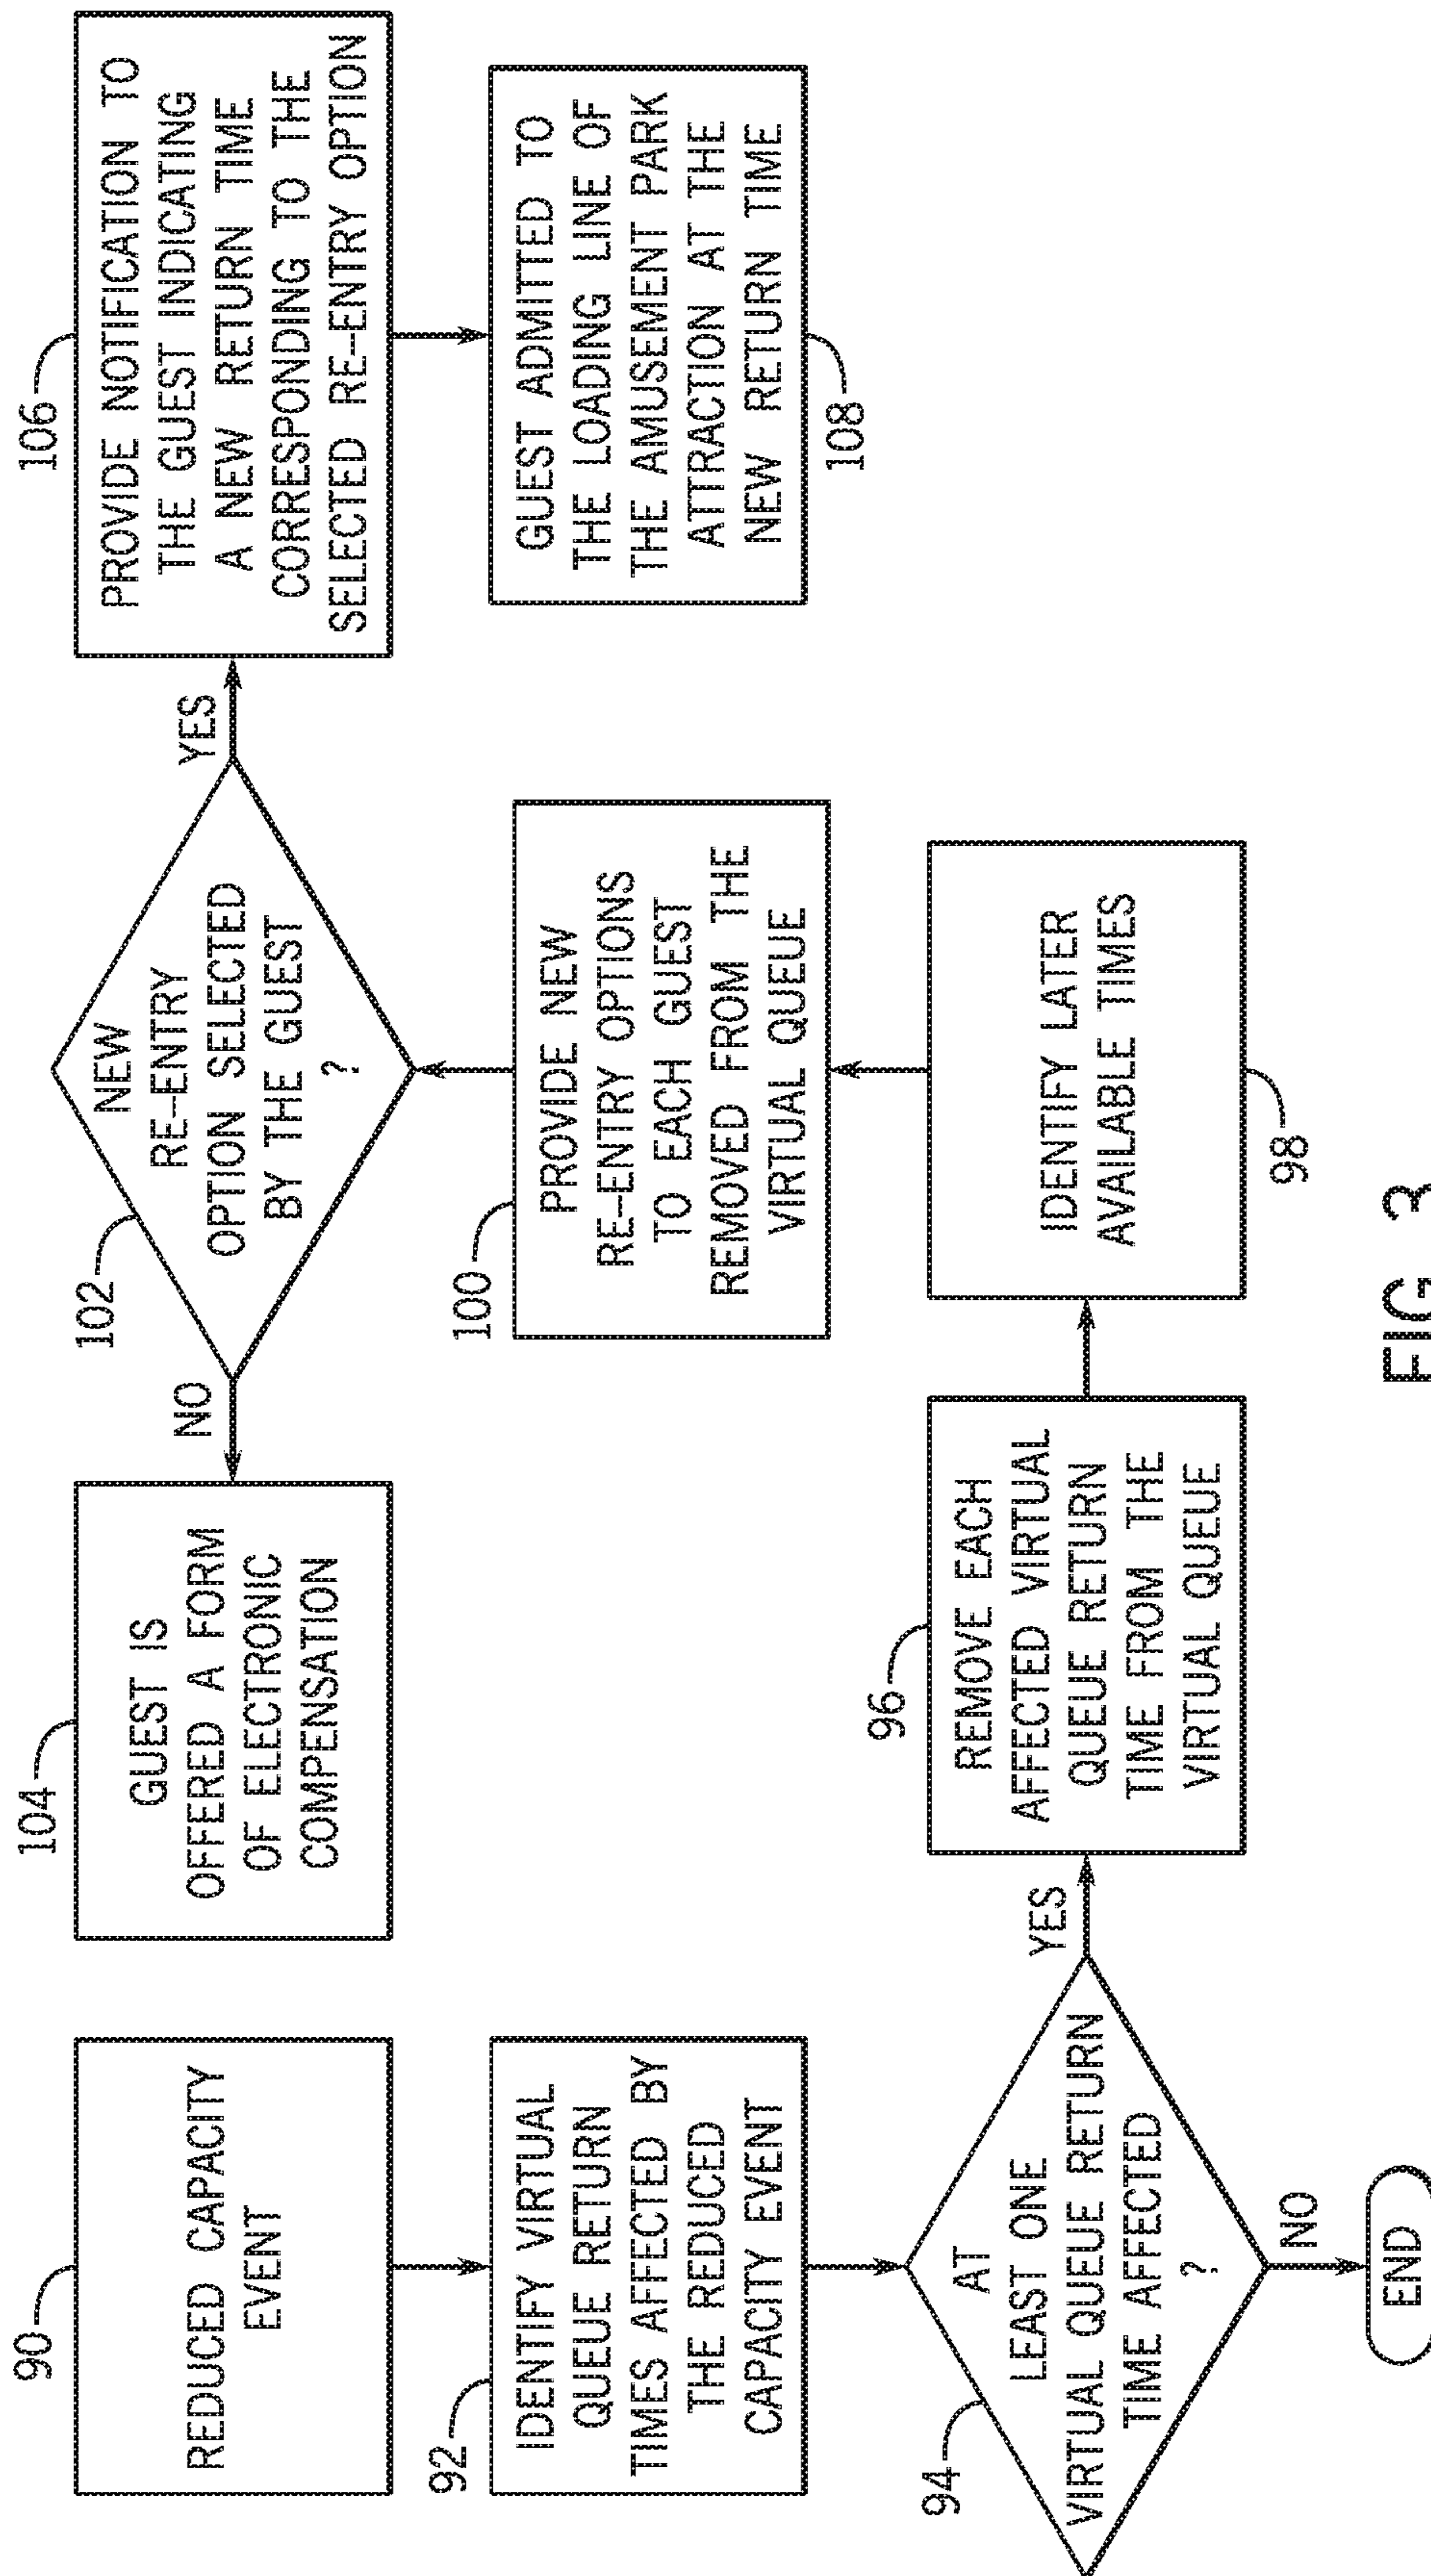 90
REDUCED CAPACITY
EVENT
92
IDENTIFY VIRTUAL
QUEUE RETURN
TIMES AFFECTED BY
THE REDUCED
CAPACITY EVENT
94
AT
LEAST ONE
VIRTUAL QUEUE RETURN
TIME AFFECTED
?
NO
END
YES
96
REMOVE EACH
AFFECTED VIRTUAL
QUEUE RETURN
TIME FROM THE
VIRTUAL QUEUE
98
IDENTIFY LATER
AVAILABLE TIMES
100
PROVIDE NEW
RE-ENTRY OPTIONS
TO EACH GUEST
REMOVED FROM THE
VIRTUAL QUEUE
102
NEW
RE-ENTRY
OPTION SELECTED
BY THE GUEST
?
NO
104
GUEST IS
OFFERED A FORM
OF ELECTRONIC
COMPENSATION
YES
106
PROVIDE NOTIFICATION TO
THE GUEST INDICATING
A NEW RETURN TIME
CORRESPONDING TO THE
SELECTED RE-ENTRY OPTION
108
GUEST ADMITTED TO
THE LOADING LINE OF
THE AMUSEMENT PARK
ATTRACTION AT THE
NEW RETURN TIME
FIG. 3